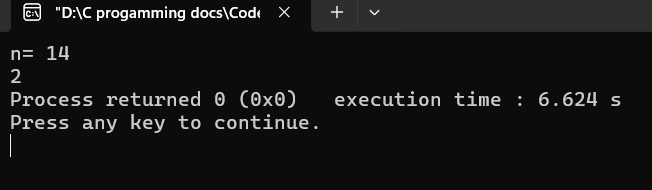 "D:\C progamming docs\Code
n= 14
2
Process returned 0 (0x0)   execution time : 6.624 s
Press any key to continue.